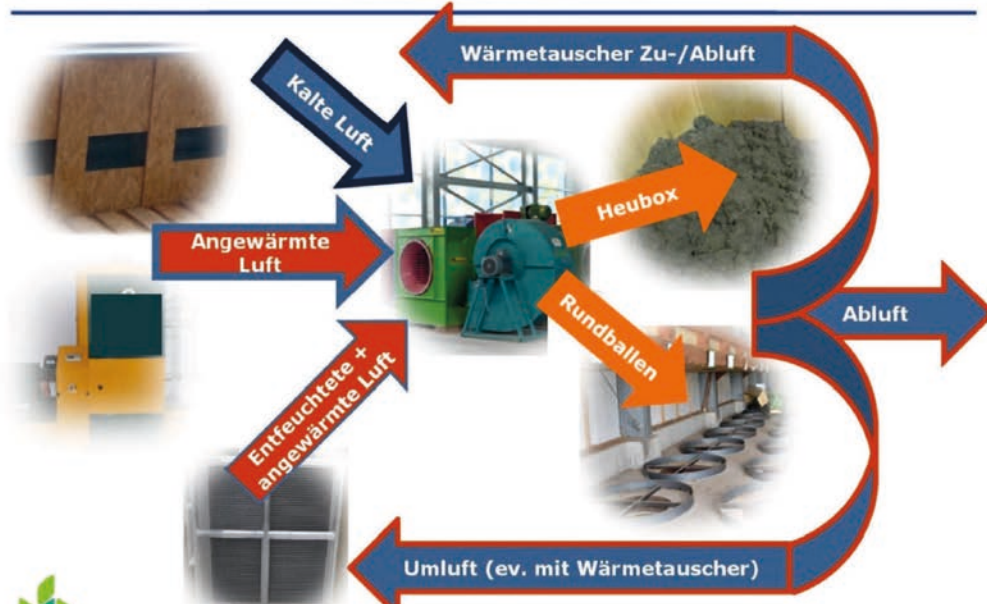 Wärmetauscher Zu-/Abluft
Kalte Luft
Heubox
Angewärmte
Luft
Abluft
Rundballen
Entfeuchtete +
angewärmte Luft
Umluft (ev. mit Wärmetauscher)